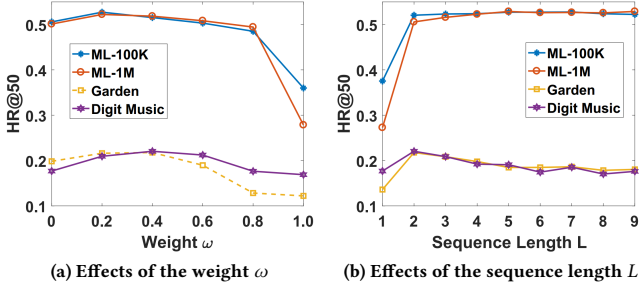 HR@50
0.5
0.4
0.3
0.2
0.1
ML-100K
ML-1M
Garden
Digit Music
0 0.2 0.4 0.6 0.8 1.0
Weight ω
(a) Effects of the weight ω
HR@50
0.5
0.4
0.3
0.2
0.1
ML-100K
ML-1M
Garden
Digit Music
1 2 3 4 5 6 7 8 9
Sequence Length L
(b) Effects of the sequence length L